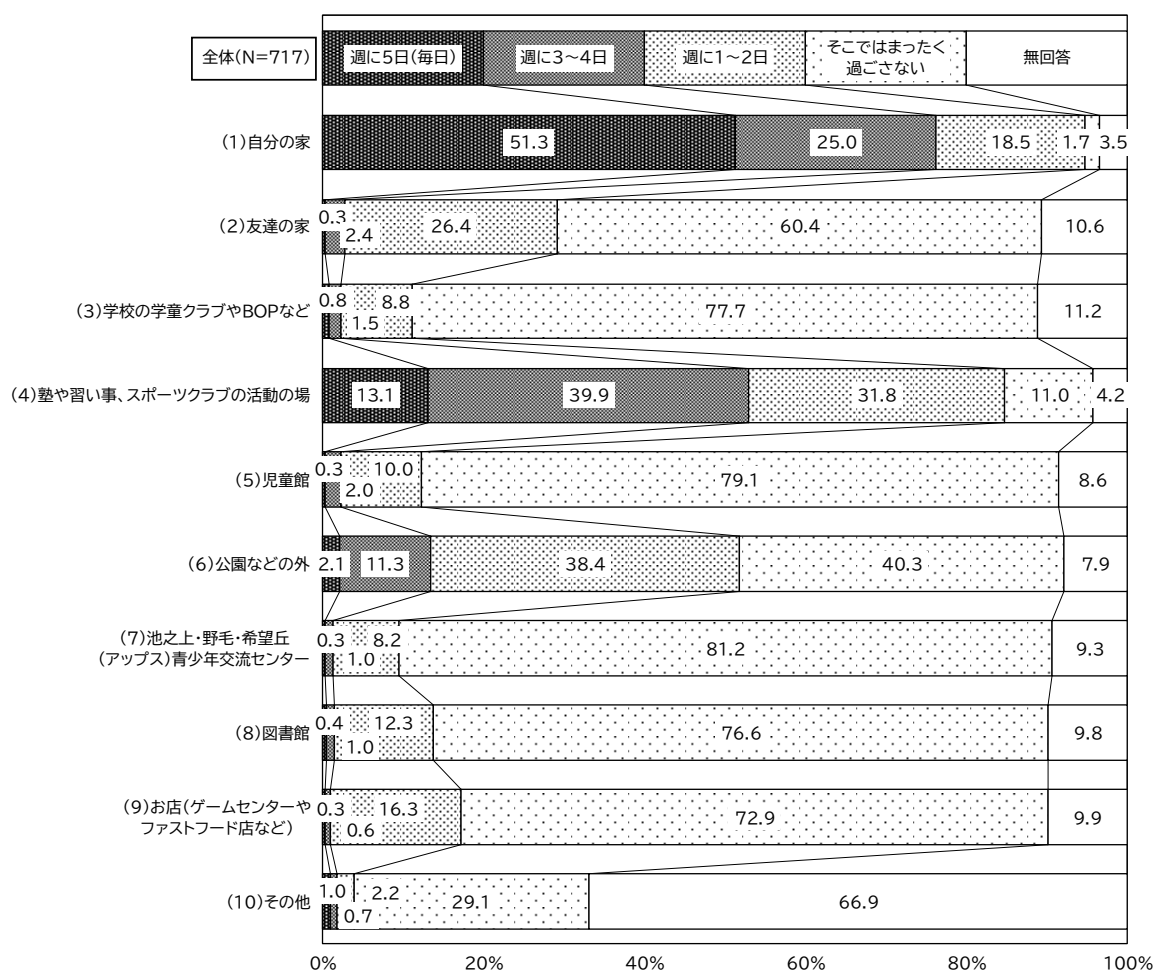 全体(N=717)
週に5日(毎日)
週に3～4日
週に1～2日
そこではまったく
過ごさない
無回答
(1)自分の家
51.3
25.0
18.5
1.7
3.5
(2)友達の家
0.3
2.4
26.4
60.4
10.6
(3)学校の学童クラブやBOPなど
0.8
1.5
8.8
77.7
11.2
(4)塾や習い事、スポーツクラブの活動の場
13.1
39.9
31.8
11.0
4.2
(5)児童館
0.3
2.0
10.0
79.1
8.6
(6)公園などの外
2.1
11.3
38.4
40.3
7.9
(7)池之上・野毛・希望丘
(アップス)青少年交流センター
0.3
1.0
8.2
81.2
9.3
(8)図書館
0.4
1.0
12.3
76.6
9.8
(9)お店(ゲームセンターや
ファストフード店など)
0.3
0.6
16.3
72.9
9.9
(10)その他
1.0
0.7
2.2
29.1
66.9
0% 20% 40% 60% 80% 100%